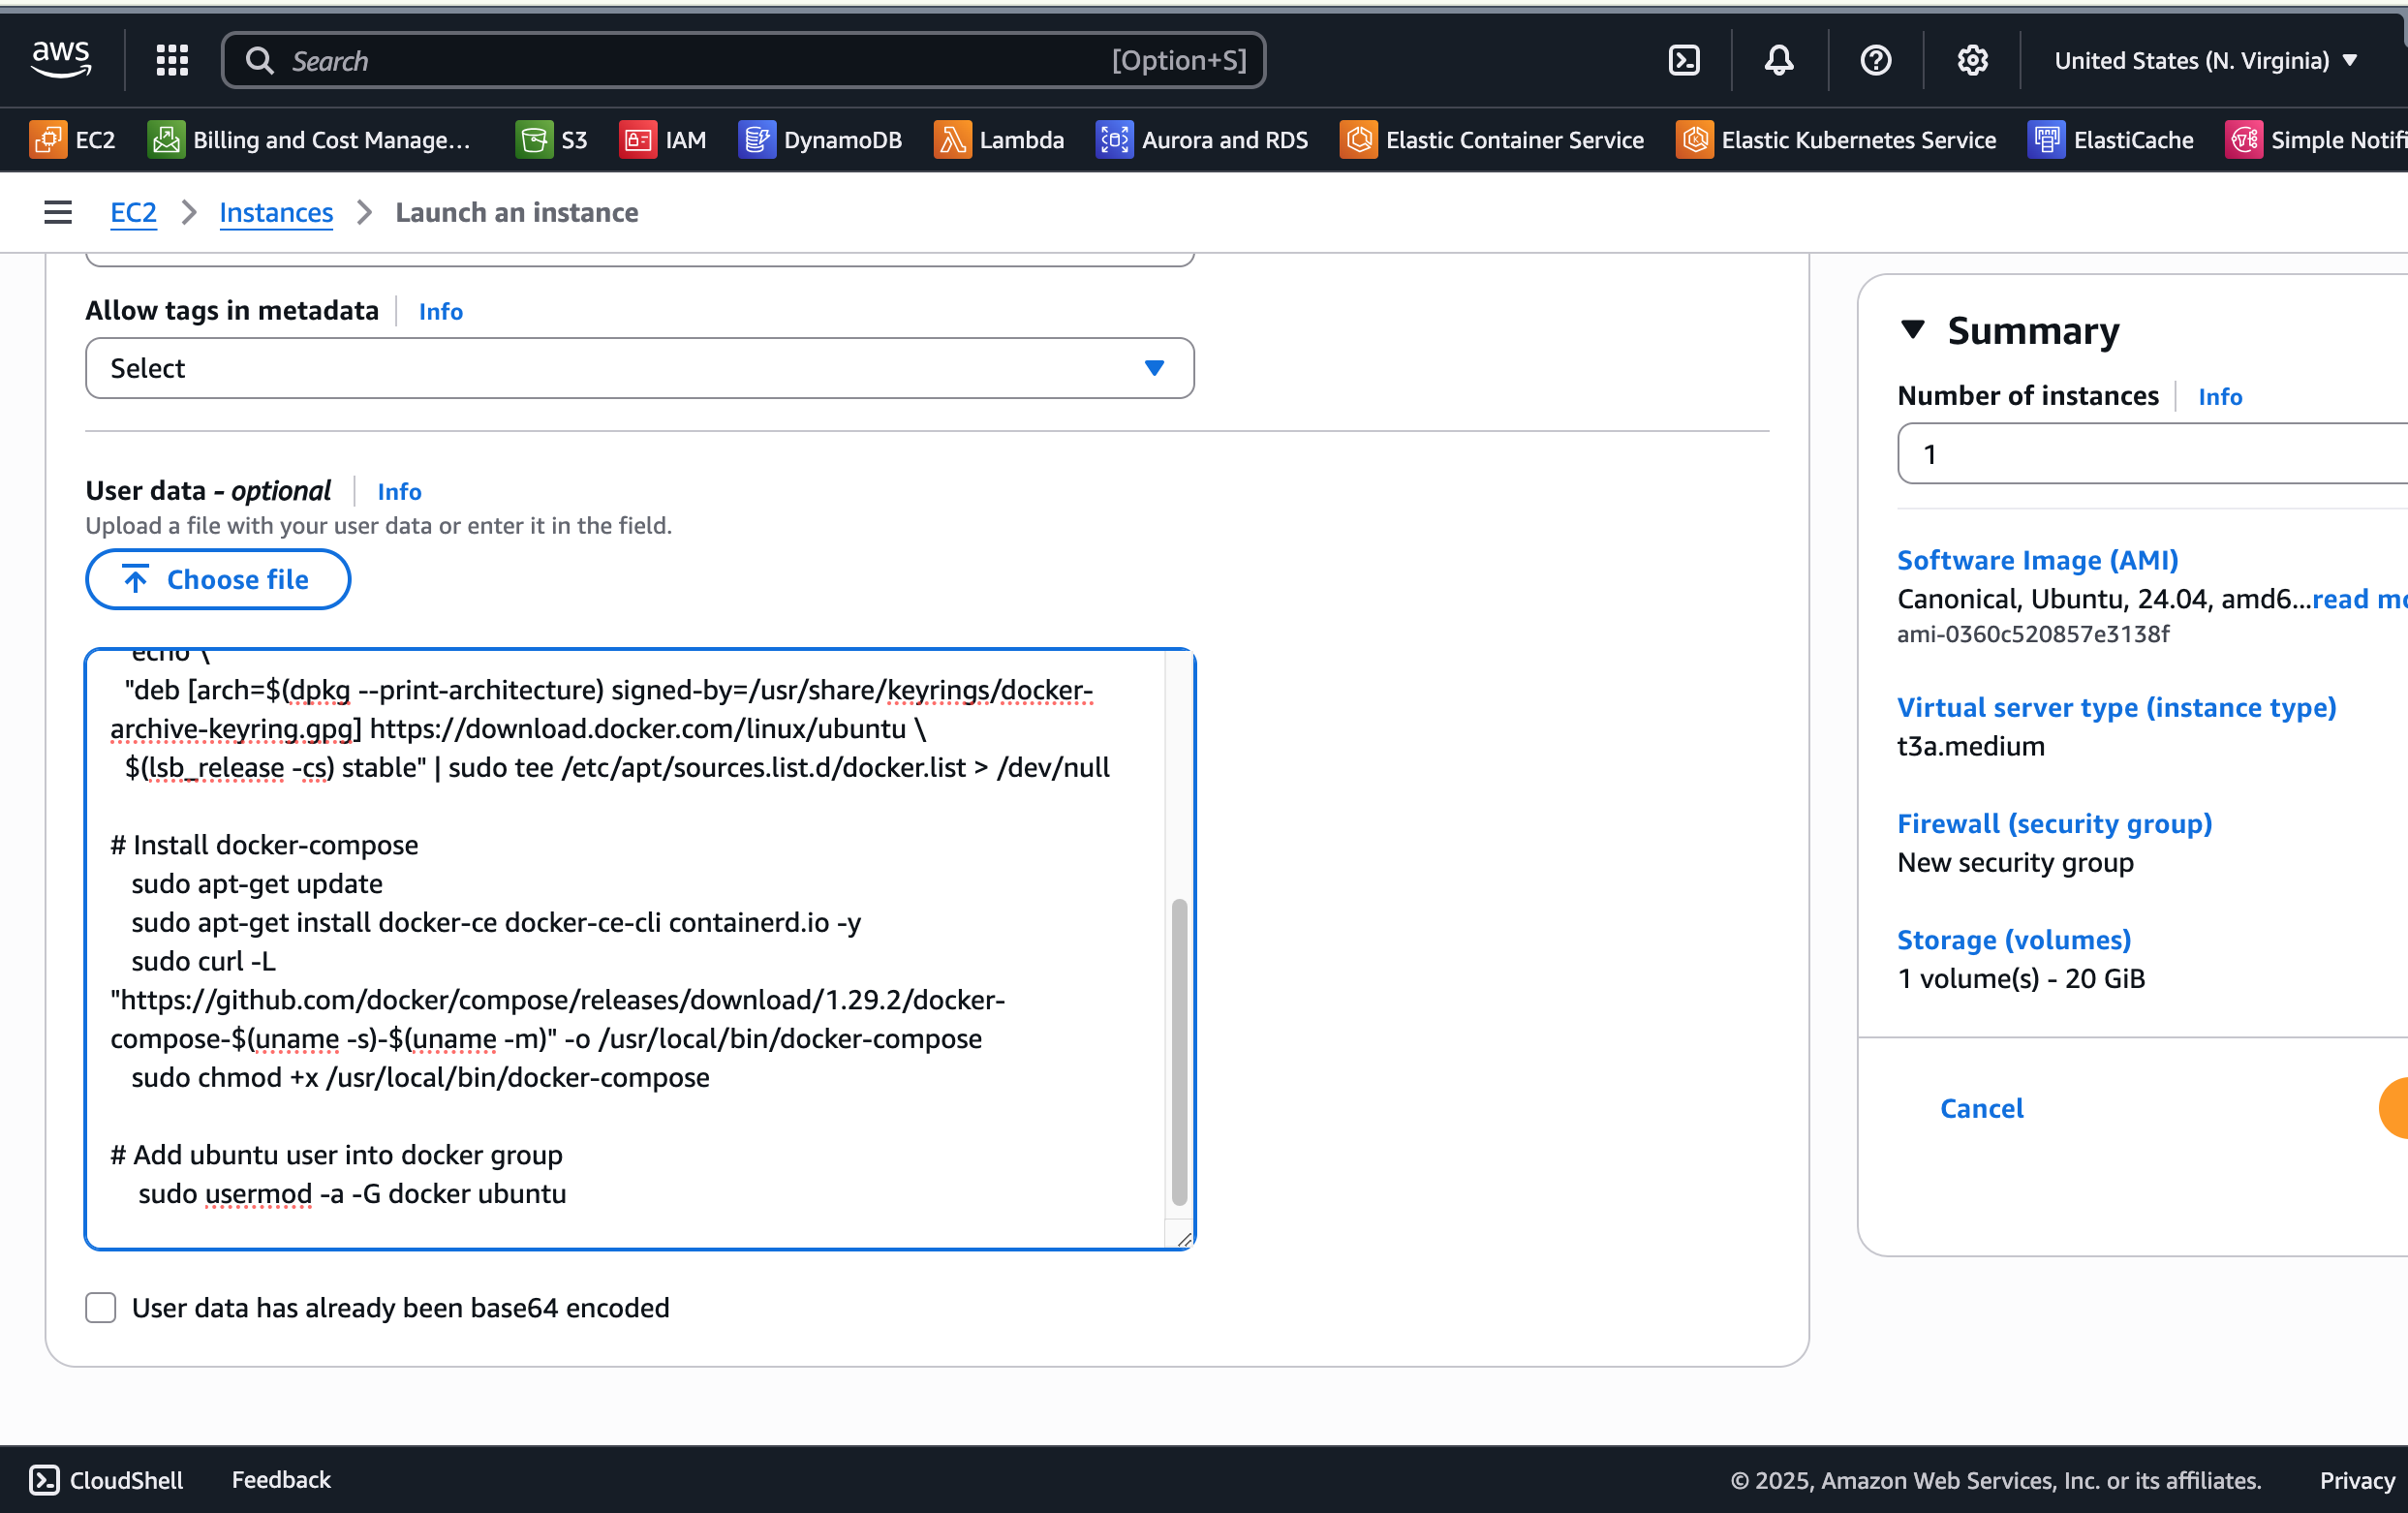 aws
Search [Option+S]
United States (N. Virginia)
EC2
Billing and Cost Manage...
S3
IAM
DynamoDB
Lambda
Aurora and RDS
Elastic Container Service
Elastic Kubernetes Service
ElastiCache
Simple Notifi
EC2 > Instances > Launch an instance
Allow tags in metadata Info
Select
User data - optional Info
Upload a file with your user data or enter it in the field.
Choose file
echo \
"deb [arch=$(dpkg --print-architecture) signed-by=/usr/share/keyrings/docker-
archive-keyring.gpg] https://download.docker.com/linux/ubuntu \
$(lsb_release -cs) stable" | sudo tee /etc/apt/sources.list.d/docker.list > /dev/null
# Install docker-compose
sudo apt-get update
sudo apt-get install docker-ce docker-ce-cli containerd.io -y
sudo curl -L
"https://github.com/docker/compose/releases/download/1.29.2/docker-
compose-$(uname -s)-$(uname -m)" -o /usr/local/bin/docker-compose
sudo chmod +x /usr/local/bin/docker-compose
# Add ubuntu user into docker group
sudo usermod -a -G docker ubuntu
User data has already been base64 encoded
Summary
Number of instances Info
1
Software Image (AMI)
Canonical, Ubuntu, 24.04, amd6...read mo
ami-0360c520857e3138f
Virtual server type (instance type)
t3a.medium
Firewall (security group)
New security group
Storage (volumes)
1 volume(s) - 20 GiB
Cancel
CloudShell
Feedback
© 2025, Amazon Web Services, Inc. or its affiliates.
Privacy